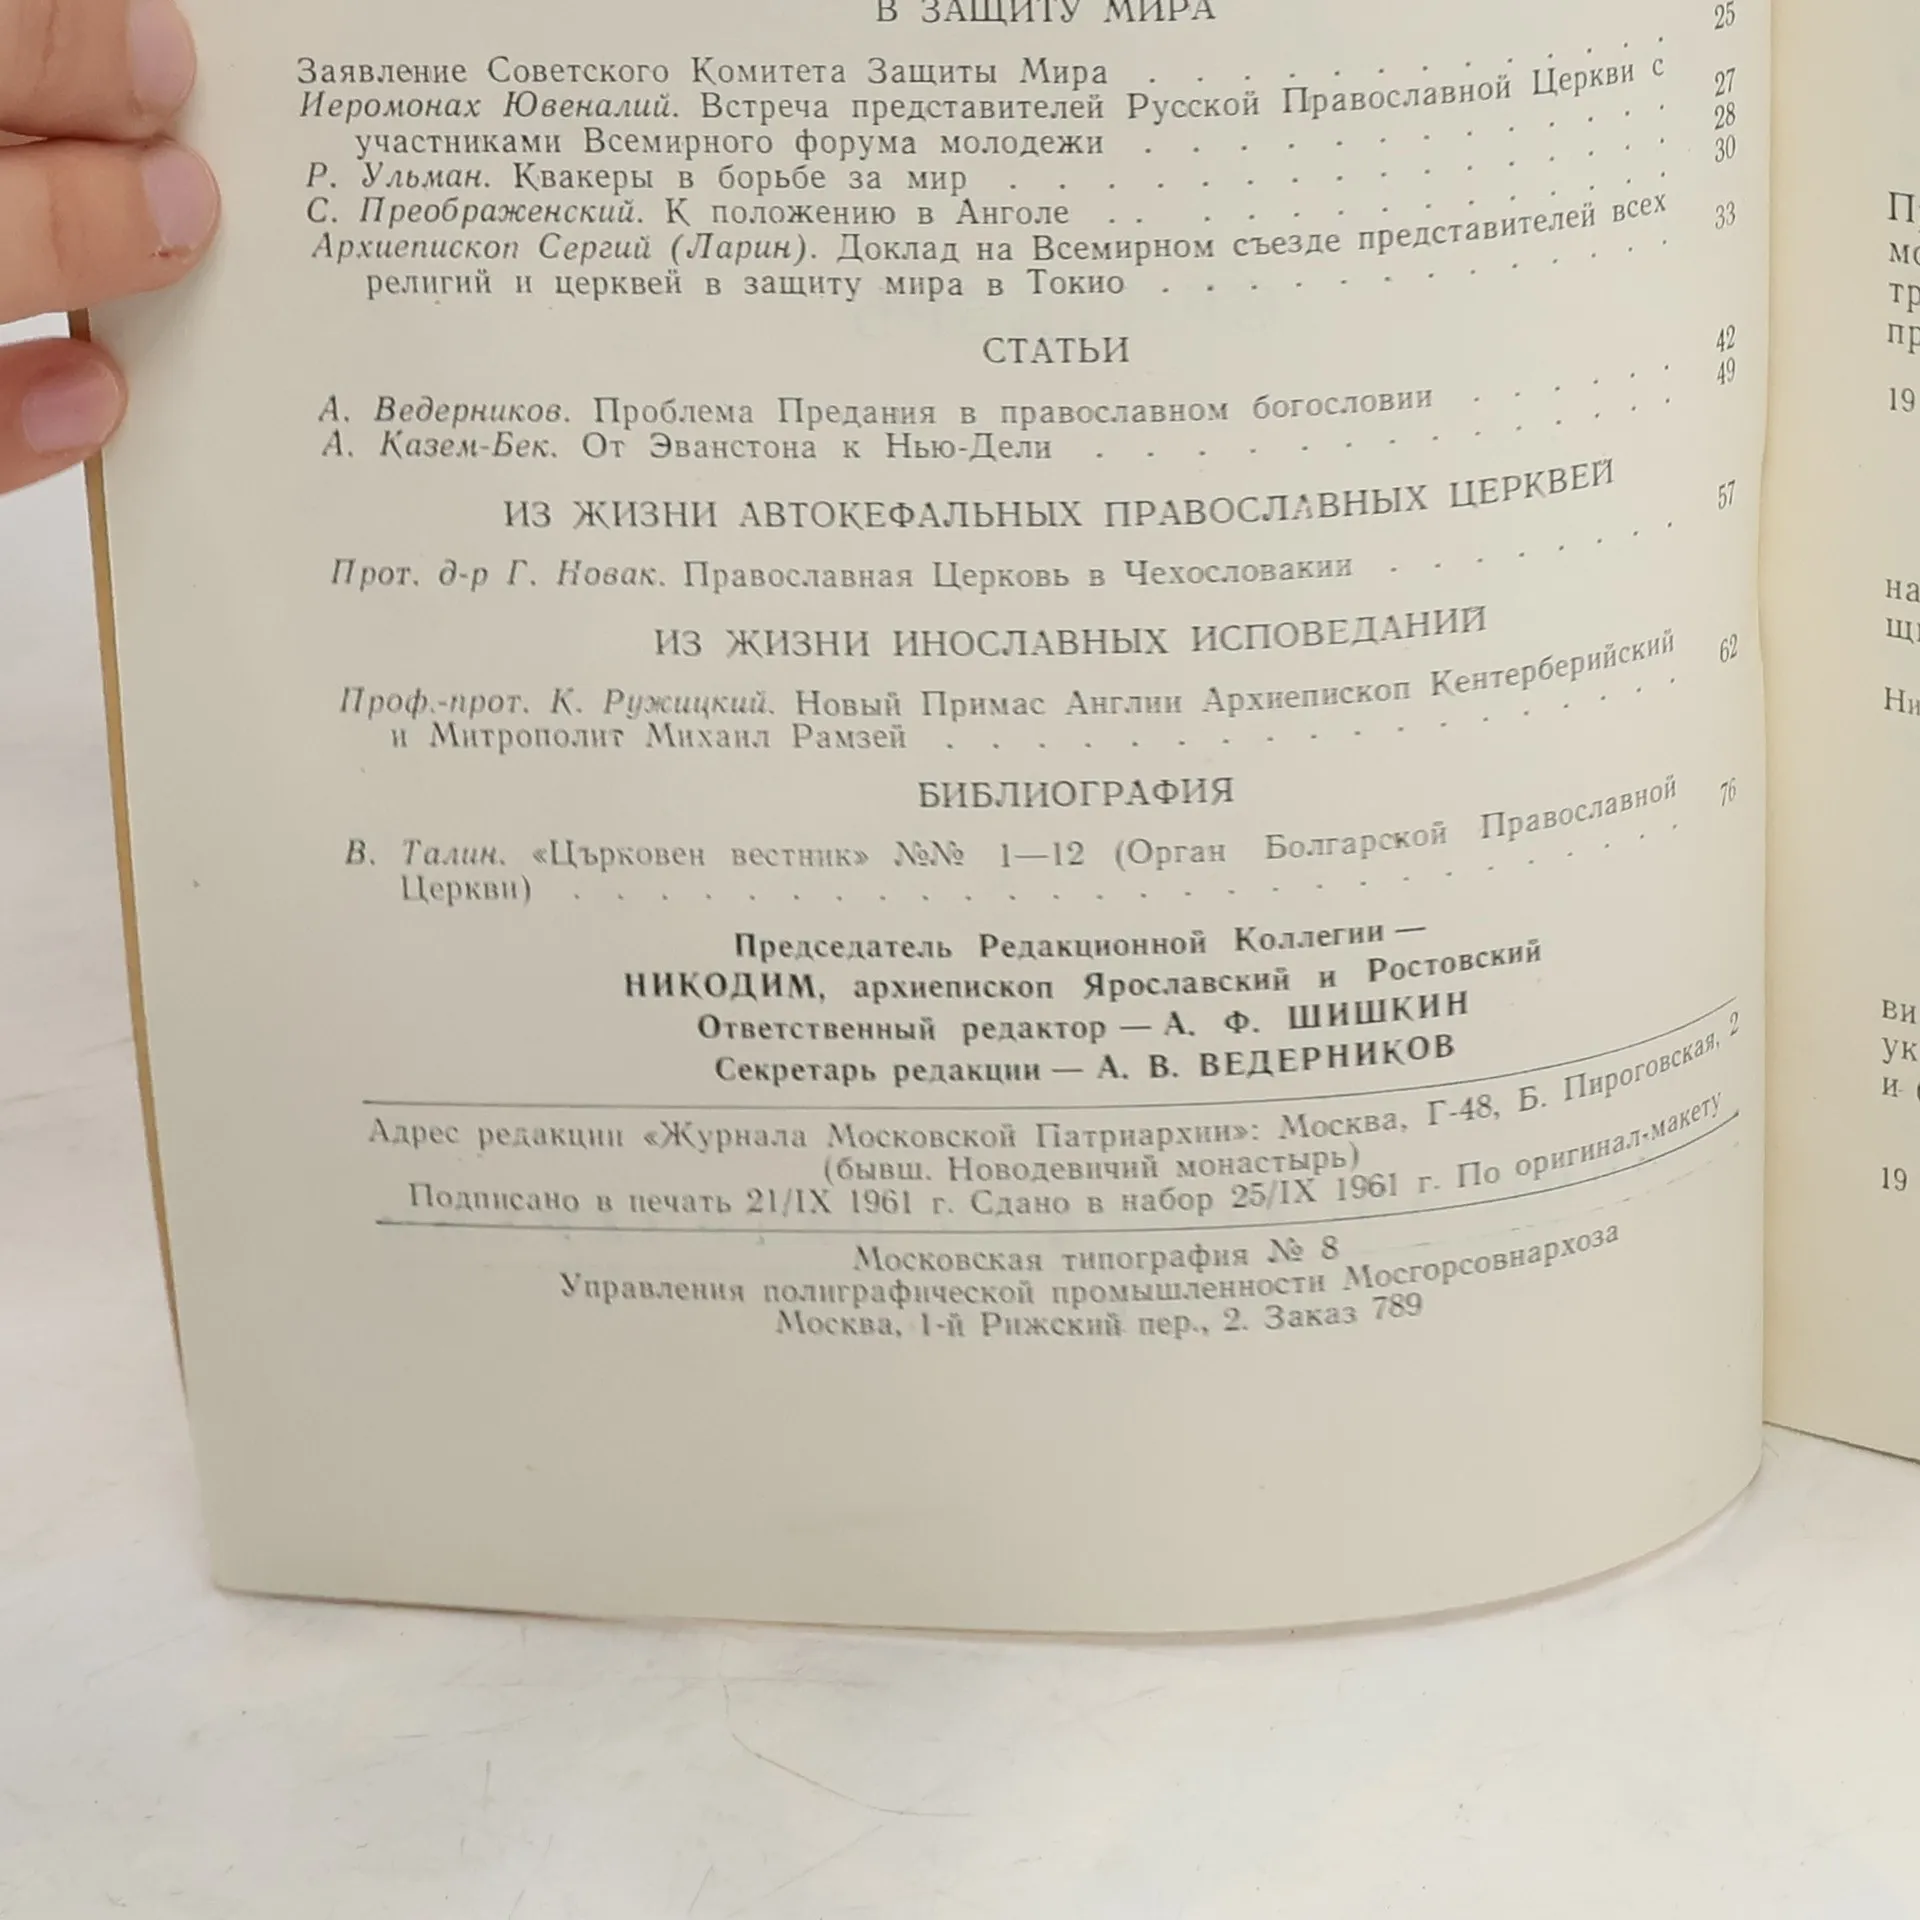 В ЗАЩИТУ МИРА
Заявление Советского Комитета Защиты Мира . . . . . . . . . . . . 25
Иеромонах Ювеналий. Встреча представителей Русской Православной Церкви с
участниками Всемирного форума молодежи . . . . . . . . . . . . 27
Р. Ульман. Квакеры в борьбе за мир . . . . . . . . . . . . . . . 28
С. Преображенский. К положению в Анголе . . . . . . . . . . . . . 30
Архиепископ Сергий (Ларин). Доклад на Всемирном съезде представителей всех
религий и церквей в защиту мира в Токио . . . . . . . . . . . . 33
СТАТЬИ
А. Ведерников. Проблема Предания в православном богословии . . . . . 42
А. Казем-Бек. От Эванстона к Нью-Дели . . . . . . . . . . . . . 49
ИЗ ЖИЗНИ АВТОКЕФАЛЬНЫХ ПРАВОСЛАВНЫХ ЦЕРКВЕЙ
Прот. д-р Г. Новак. Православная Церковь в Чехословакии . . . . . . . 57
ИЗ ЖИЗНИ ИНОСЛАВНЫХ ИСПОВЕДАНИЙ
Проф.-прот. К. Ружицкий. Новый Примас Англии Архиепископ Кентерберийский
и Митрополит Михаил Рамзей . . . . . . . . . . . . . . . . . 62
БИБЛИОГРАФИЯ
В. Талин. «Църковен вестник» №№ 1—12 (Орган Болгарской Православной
Церкви) . . . . . . . . . . . . . . . . . . . . . . . . . 76
Председатель Редакционной Коллегии —
НИКОДИМ, архиепископ Ярославский и Ростовский
Ответственный редактор — А. Ф. ШИШКИН
Секретарь редакции — А. В. ВЕДЕРНИКОВ
Адрес редакции «Журнала Московской Патриархии»: Москва, Г-48, Б. Пироговская, 2
(бывш. Новодевичий монастырь)
Подписано в печать 21/IX 1961 г. Сдано в набор 25/IX 1961 г. По оригинал-макету
Московская типография № 8
Управления полиграфической промышленности Мосгорсовнархоза
Москва, 1-й Рижский пер., 2. Заказ 789
19
на
Ни
ви
ук
19